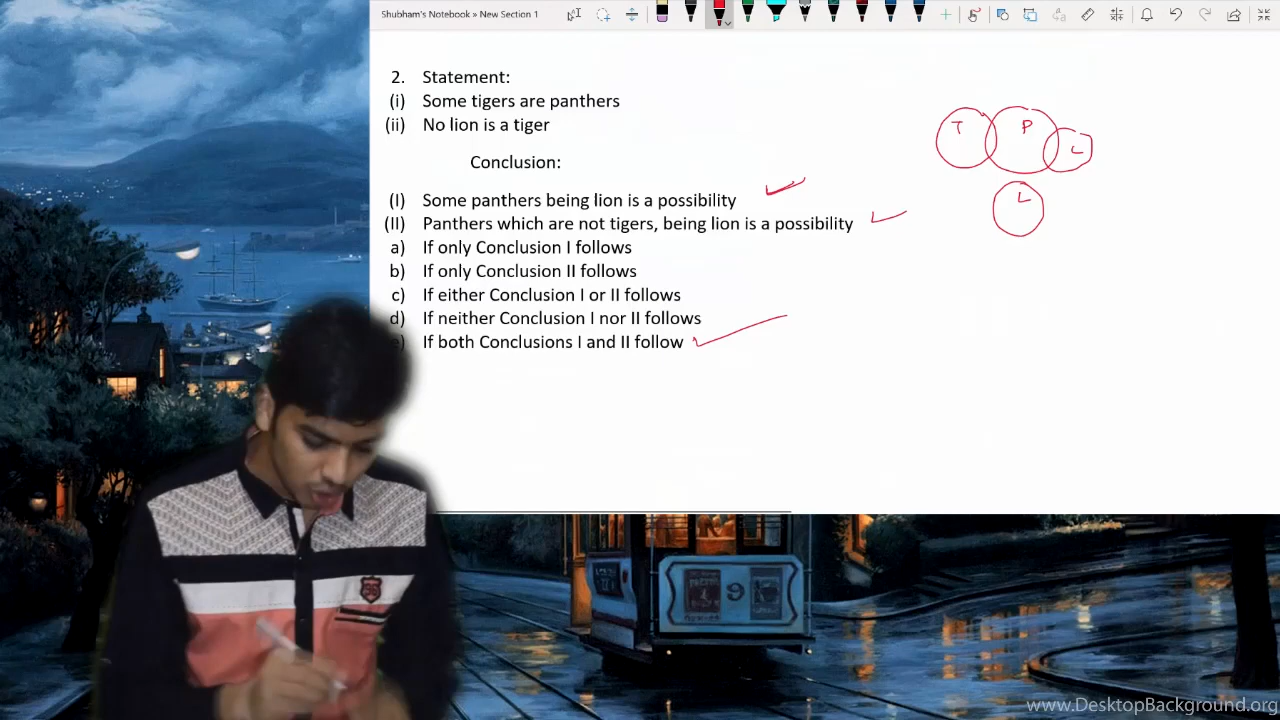 Shubham's Notebook » New Section 1
2. Statement:
(i) Some tigers are panthers
(ii) No lion is a tiger
Conclusion:
(I) Some panthers being lion is a possibility
(II) Panthers which are not tigers, being lion is a possibility
a) If only Conclusion I follows
b) If only Conclusion II follows
c) If either Conclusion I or II follows
d) If neither Conclusion I nor II follows
) If both Conclusions I and II follow
T P L
L
9
www.DesktopBackground.org